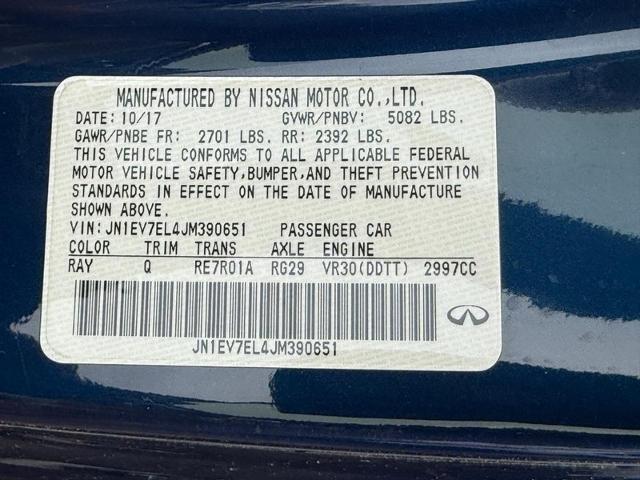 MANUFACTURED BY NISSAN MOTOR CO.,LTD.
DATE: 10/17 GVWR/PNBV: 5082 LBS.
GAWR/PNBE FR: 2701 LBS. RR: 2392 LBS.
THIS VEHICLE CONFORMS TO ALL APPLICABLE FEDERAL
MOTOR VEHICLE SAFETY,BUMPER,AND THEFT PREVENTION
STANDARDS IN EFFECT ON THE DATE OF MANUFACTURE
SHOWN ABOVE.
VIN:JN1EV7EL4JM390651 PASSENGER CAR
COLOR TRIM TRANS AXLE ENGINE
RAY Q RE7R01A RG29 VR30(DDTT) 2997CC
JN1EV7EL4JM390651